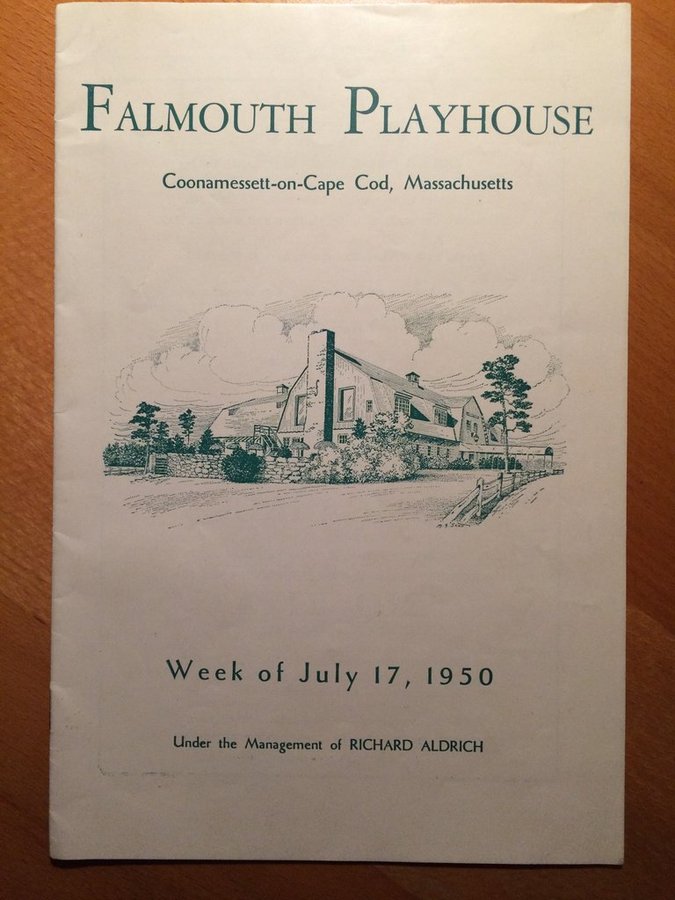 FALMOUTH PLAYHOUSE
Coonamessett-on-Cape Cod, Massachusetts
Week of July 17, 1950
Under the Management of RICHARD ALDRICH